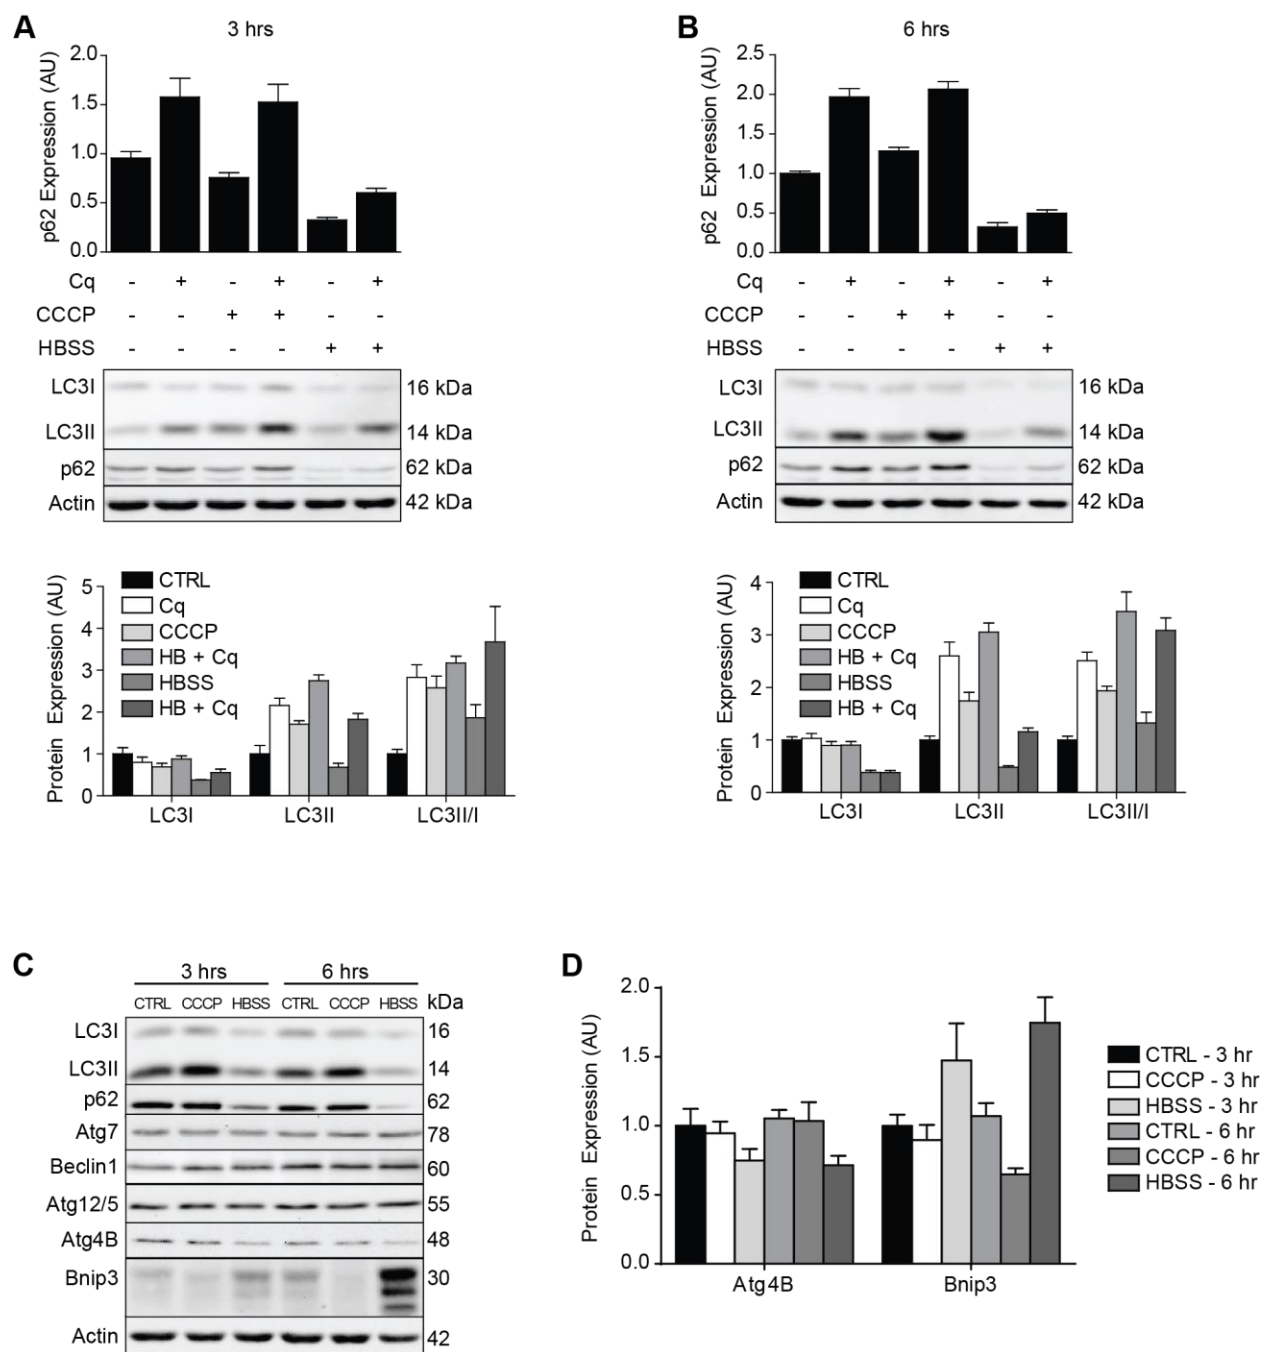 A
3 hrs
p62 Expression (AU)
2.0
1.5
1.0
0.5
0.0
Cq - + - + - +
CCCP - - + + - -
HBSS - - - - + +
LC3I 16 kDa
LC3II 14 kDa
p62 62 kDa
Actin 42 kDa
Protein Expression (AU)
5
4
3
2
1
0
CTRL
Cq
CCCP
HB + Cq
HBSS
HB + Cq
LC3I LC3II LC3II/I
B
6 hrs
p62 Expression (AU)
2.5
2.0
1.5
1.0
0.5
0.0
Cq - + - + - +
CCCP - - + + - -
HBSS - - - - + +
LC3I 16 kDa
LC3II 14 kDa
p62 62 kDa
Actin 42 kDa
Protein Expression (AU)
4
3
2
1
0
CTRL
Cq
CCCP
HB + Cq
HBSS
HB + Cq
LC3I LC3II LC3II/I
C
3 hrs 6 hrs
CTRL CCCP HBSS CTRL CCCP HBSS kDa
LC3I 16
LC3II 14
p62 62
Atg7 78
Beclin1 60
Atg12/5 55
Atg4B 48
Bnip3 30
Actin 42
D
Protein Expression (AU)
2.0
1.5
1.0
0.5
0.0
Atg4B Bnip3
CTRL - 3 hr
CCCP - 3 hr
HBSS - 3 hr
CTRL - 6 hr
CCCP - 6 hr
HBSS - 6 hr